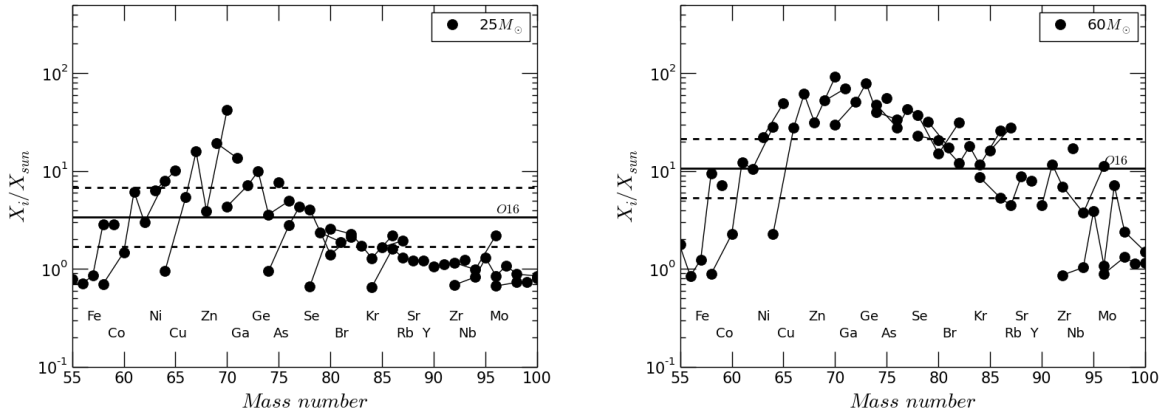 25M⊙
10²
10¹
10⁰
10⁻¹
Xᵢ/Xsun
O16
Fe Ni Zn Ge Se Kr Sr Zr Mo
Co Cu Ga As Br Rb Y Nb
55 60 65 70 75 80 85 90 95 100
Mass number
60M⊙
10²
10¹
10⁰
10⁻¹
Xᵢ/Xsun
O16
Fe Ni Zn Ge Se Kr Sr Zr Mo
Co Cu Ga As Br Rb Y Nb
55 60 65 70 75 80 85 90 95 100
Mass number